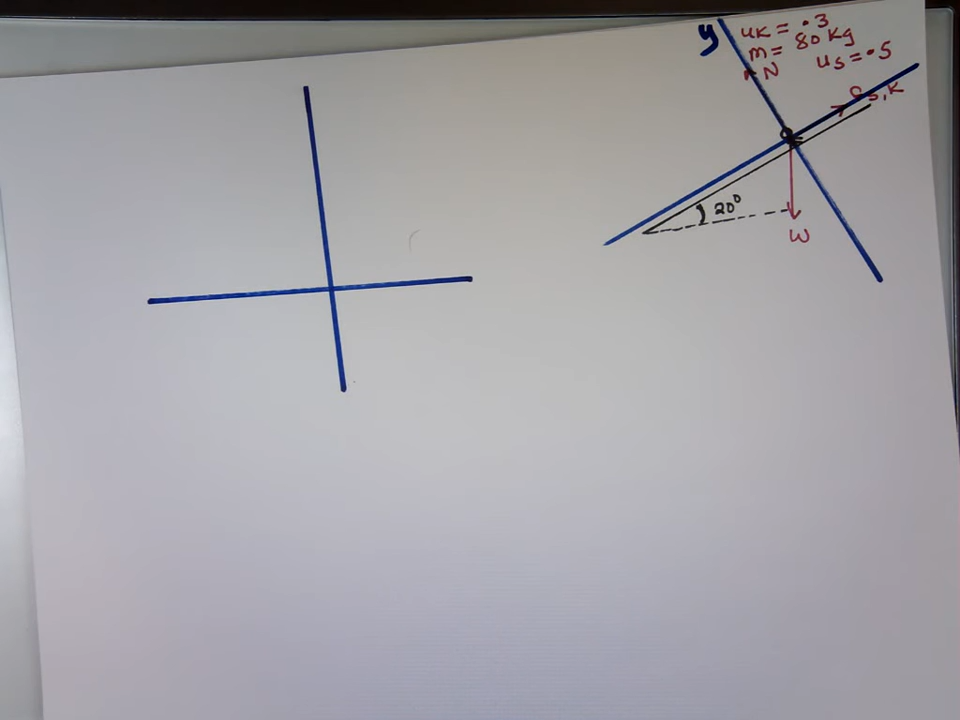 y
uK = .3
m = 80 kg
us = .5
N
20°
W